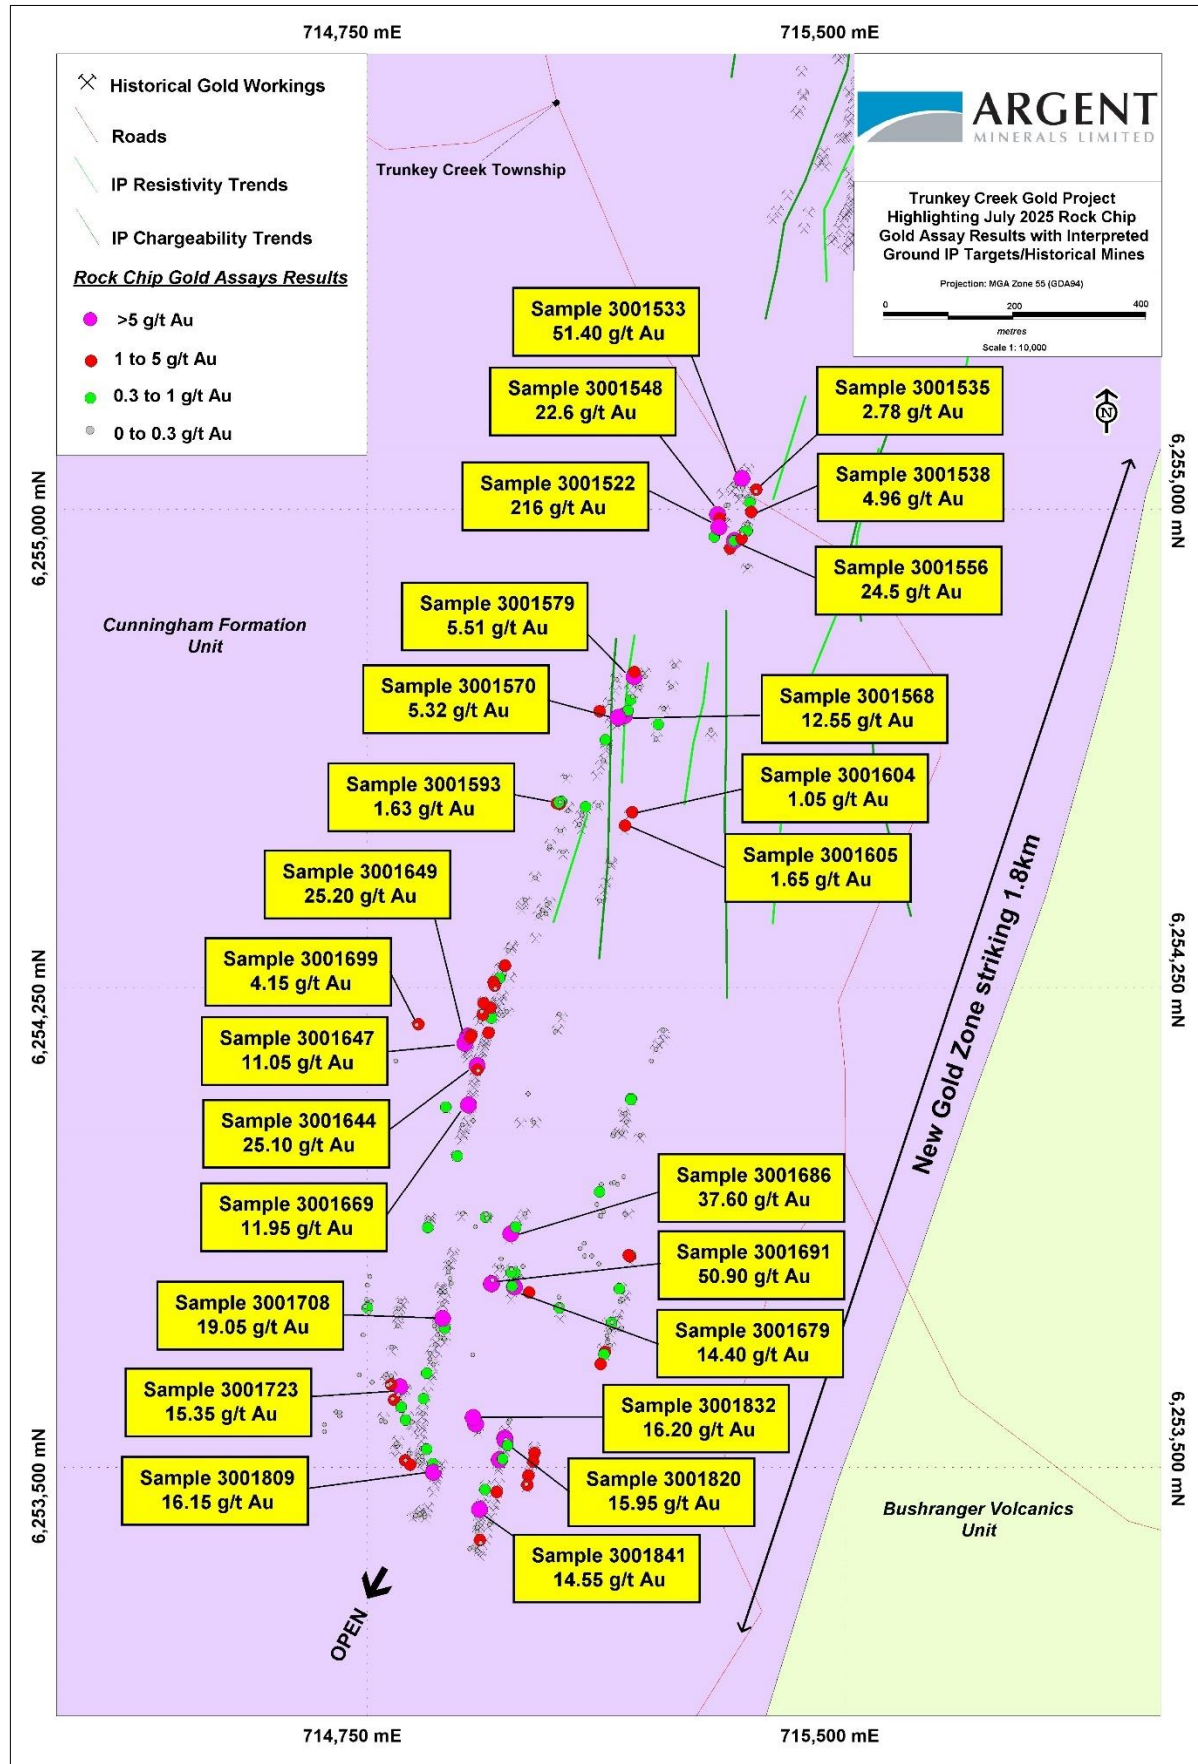 714,750 mE
715,500 mE
Historical Gold Workings
Roads
IP Resistivity Trends
IP Chargeability Trends
Rock Chip Gold Assays Results
>5 g/t Au
1 to 5 g/t Au
0.3 to 1 g/t Au
0 to 0.3 g/t Au
Trunkey Creek Township
ARGENT
MINERALS LIMITED
Trunkey Creek Gold Project
Highlighting July 2025 Rock Chip
Gold Assay Results with Interpreted
Ground IP Targets/Historical Mines
Projection: MGA Zone 55 (GDA94)
0 200 400
metres
Scale 1: 10,000
N
Sample 3001533
51.40 g/t Au
Sample 3001548
22.6 g/t Au
Sample 3001535
2.78 g/t Au
Sample 3001522
216 g/t Au
Sample 3001538
4.96 g/t Au
Sample 3001556
24.5 g/t Au
6,255,000 mN
6,255,000 mN
Cunningham Formation
Unit
Sample 3001579
5.51 g/t Au
Sample 3001570
5.32 g/t Au
Sample 3001568
12.55 g/t Au
Sample 3001593
1.63 g/t Au
Sample 3001604
1.05 g/t Au
Sample 3001605
1.65 g/t Au
Sample 3001649
25.20 g/t Au
Sample 3001699
4.15 g/t Au
Sample 3001647
11.05 g/t Au
Sample 3001644
25.10 g/t Au
Sample 3001669
11.95 g/t Au
6,254,250 mN
6,254,250 mN
New Gold Zone striking 1.8km
Sample 3001686
37.60 g/t Au
Sample 3001691
50.90 g/t Au
Sample 3001708
19.05 g/t Au
Sample 3001679
14.40 g/t Au
Sample 3001723
15.35 g/t Au
Sample 3001832
16.20 g/t Au
Sample 3001809
16.15 g/t Au
Sample 3001820
15.95 g/t Au
Sample 3001841
14.55 g/t Au
6,253,500 mN
6,253,500 mN
Bushranger Volcanics
Unit
OPEN
714,750 mE
715,500 mE